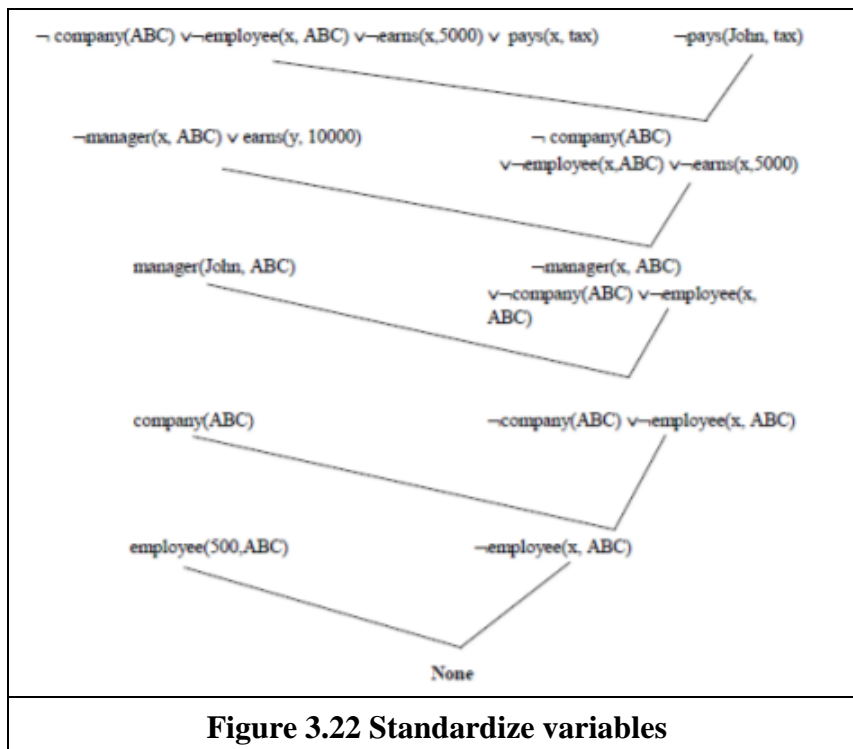 ¬ company(ABC) ∨¬employee(x, ABC) ∨¬earns(x,5000) ∨ pays(x, tax)
¬pays(John, tax)
¬manager(x, ABC) ∨ earns(y, 10000)
¬ company(ABC)
∨¬employee(x,ABC) ∨¬earns(x,5000)
manager(John, ABC)
¬manager(x, ABC)
∨¬company(ABC) ∨¬employee(x,
ABC)
company(ABC)
¬company(ABC) ∨¬employee(x, ABC)
employee(500,ABC)
¬employee(x, ABC)
None
Figure 3.22 Standardize variables